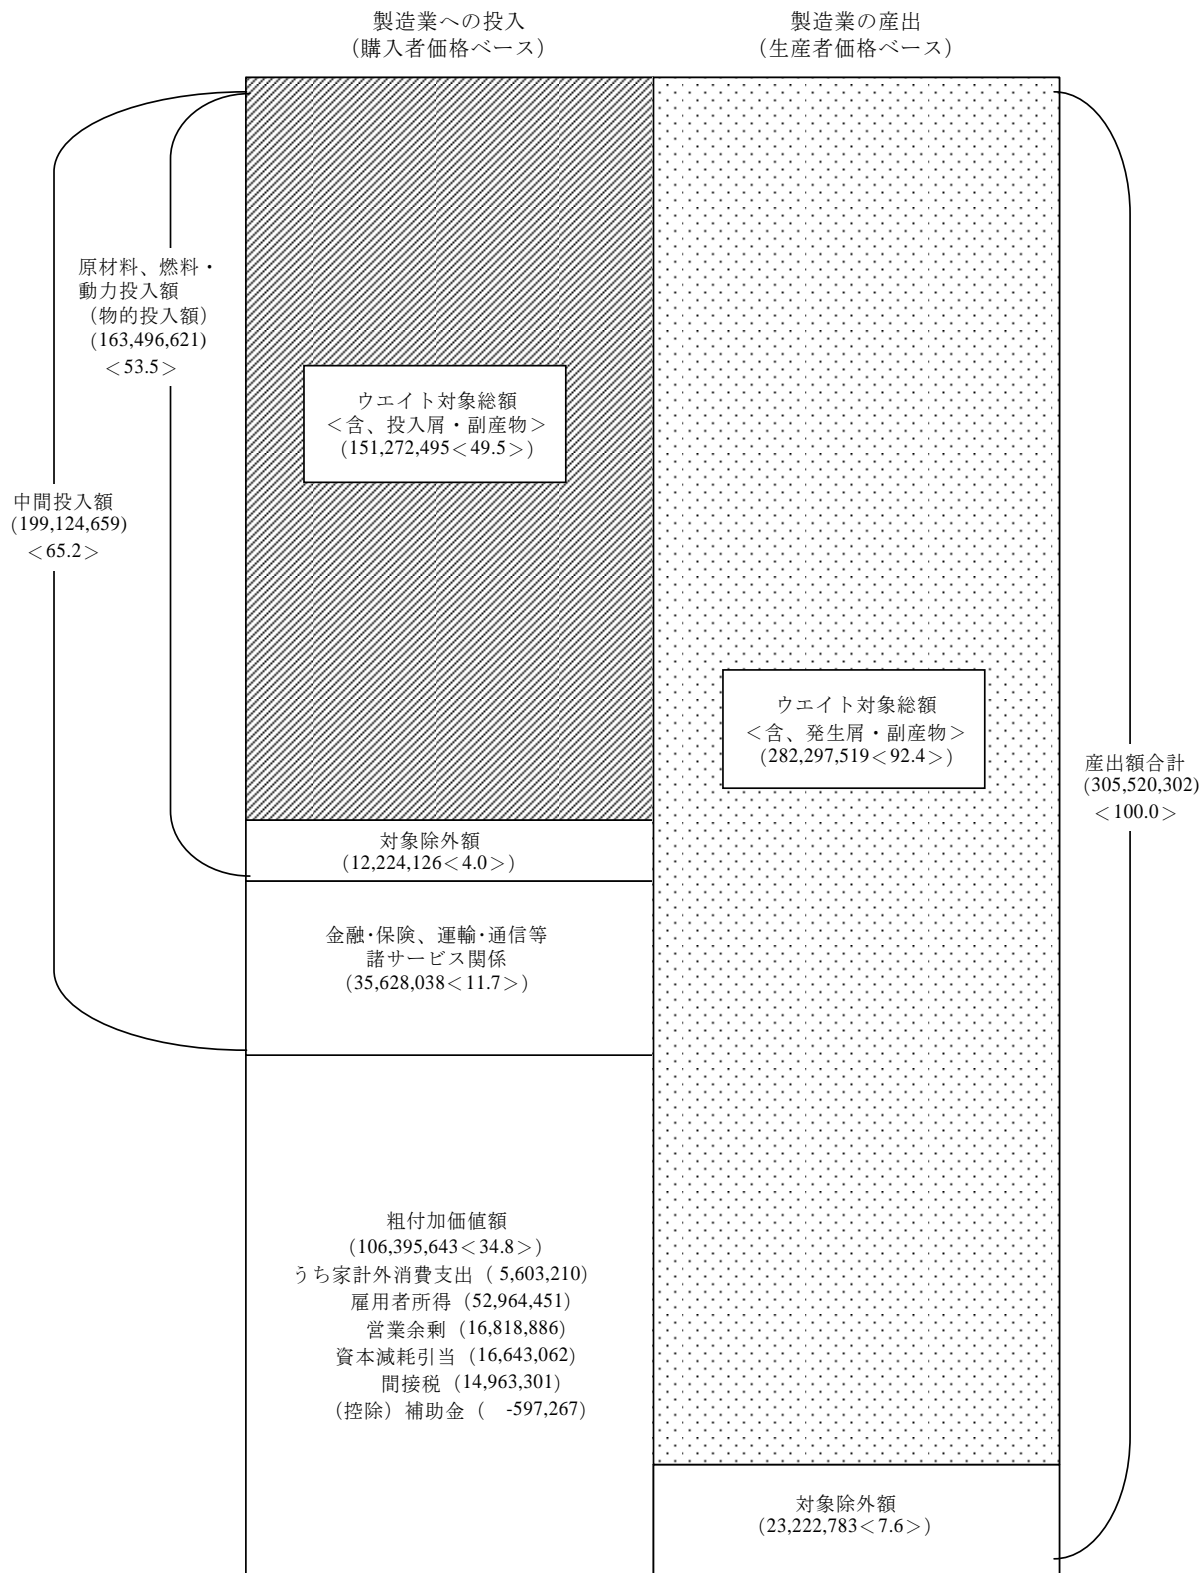 製造業への投入
（購入者価格ベース）
製造業の産出
（生産者価格ベース）
原材料、燃料・
動力投入額
（物的投入額）
(163,496,621)
＜53.5＞
中間投入額
(199,124,659)
＜65.2＞
ウエイト対象総額
＜含、投入屑・副産物＞
(151,272,495＜49.5＞)
対象除外額
(12,224,126＜4.0＞)
金融･保険、運輸･通信等
諸サービス関係
(35,628,038＜11.7＞)
粗付加価値額
(106,395,643＜34.8＞)
うち家計外消費支出（ 5,603,210)
雇用者所得（52,964,451)
営業余剰（16,818,886)
資本減耗引当（16,643,062)
間接税（14,963,301)
（控除）補助金（ -597,267)
ウエイト対象総額
＜含、発生屑・副産物＞
(282,297,519＜92.4＞)
対象除外額
(23,222,783＜7.6＞)
産出額合計
(305,520,302)
＜100.0＞